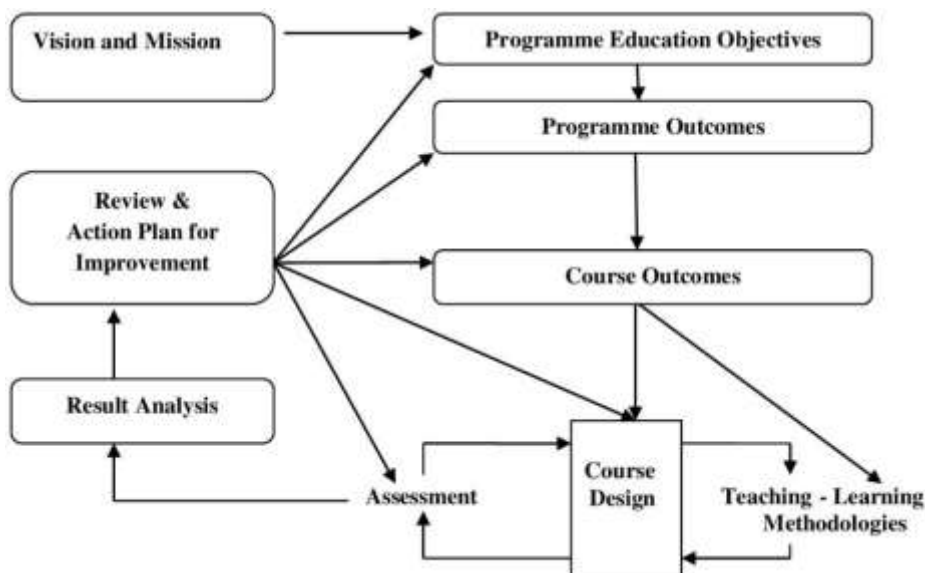 Vision and Mission
Programme Education Objectives
Programme Outcomes
Review &
Action Plan for
Improvement
Course Outcomes
Result Analysis
Assessment
Course
Design
Teaching - Learning
Methodologies